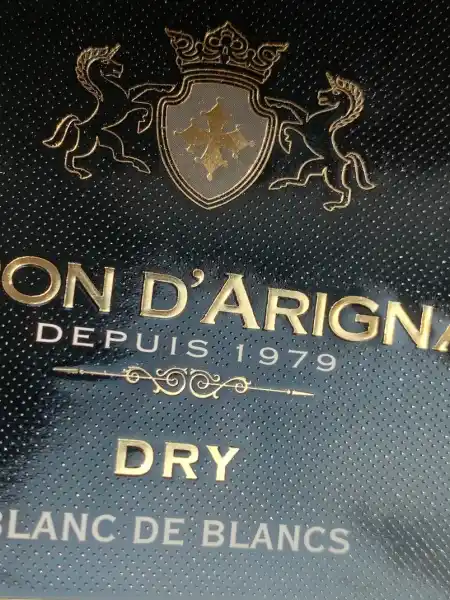 ON D'ARIGNA
DEPUIS 1979
DRY
BLANC DE BLANCS